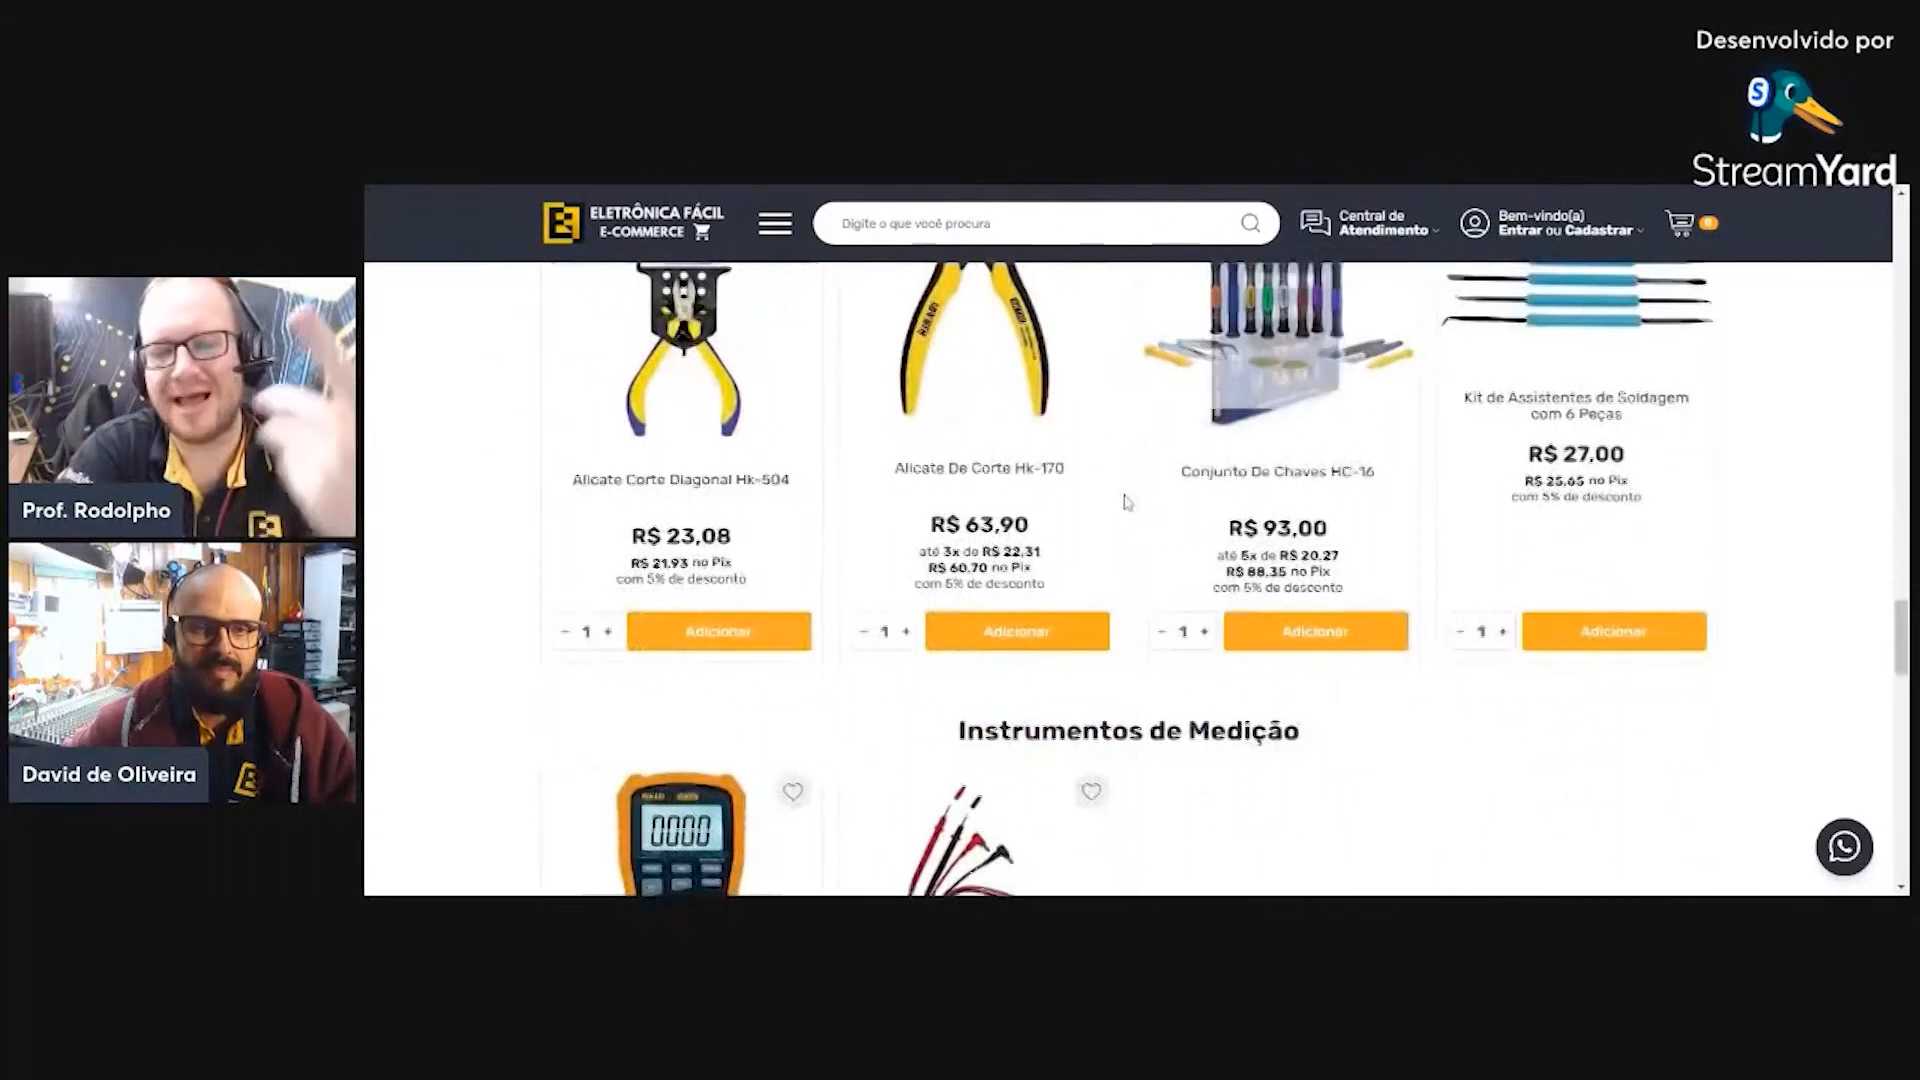 Desenvolvido por
StreamYard
ELETRÔNICA FÁCIL
E-COMMERCE
Digite o que você procura
Central de
Atendimento
Bem-vindo(a)
Entrar ou Cadastrar
0
Prof. Rodolpho
David de Oliveira
Alicate Corte Diagonal Hk-504
R$ 23,08
R$ 21,93 no Pix
com 5% de desconto
- 1 +
Adicionar
Alicate De Corte Hk-170
R$ 63,90
até 3x de R$ 22,31
R$ 60,70 no Pix
com 5% de desconto
- 1 +
Adicionar
Conjunto De Chaves HC-16
R$ 93,00
até 5x de R$ 20,27
R$ 88,35 no Pix
com 5% de desconto
- 1 +
Adicionar
Kit de Assistentes de Soldagem
com 6 Peças
R$ 27,00
R$ 25,65 no Pix
com 5% de desconto
- 1 +
Adicionar
Instrumentos de Medição
0000